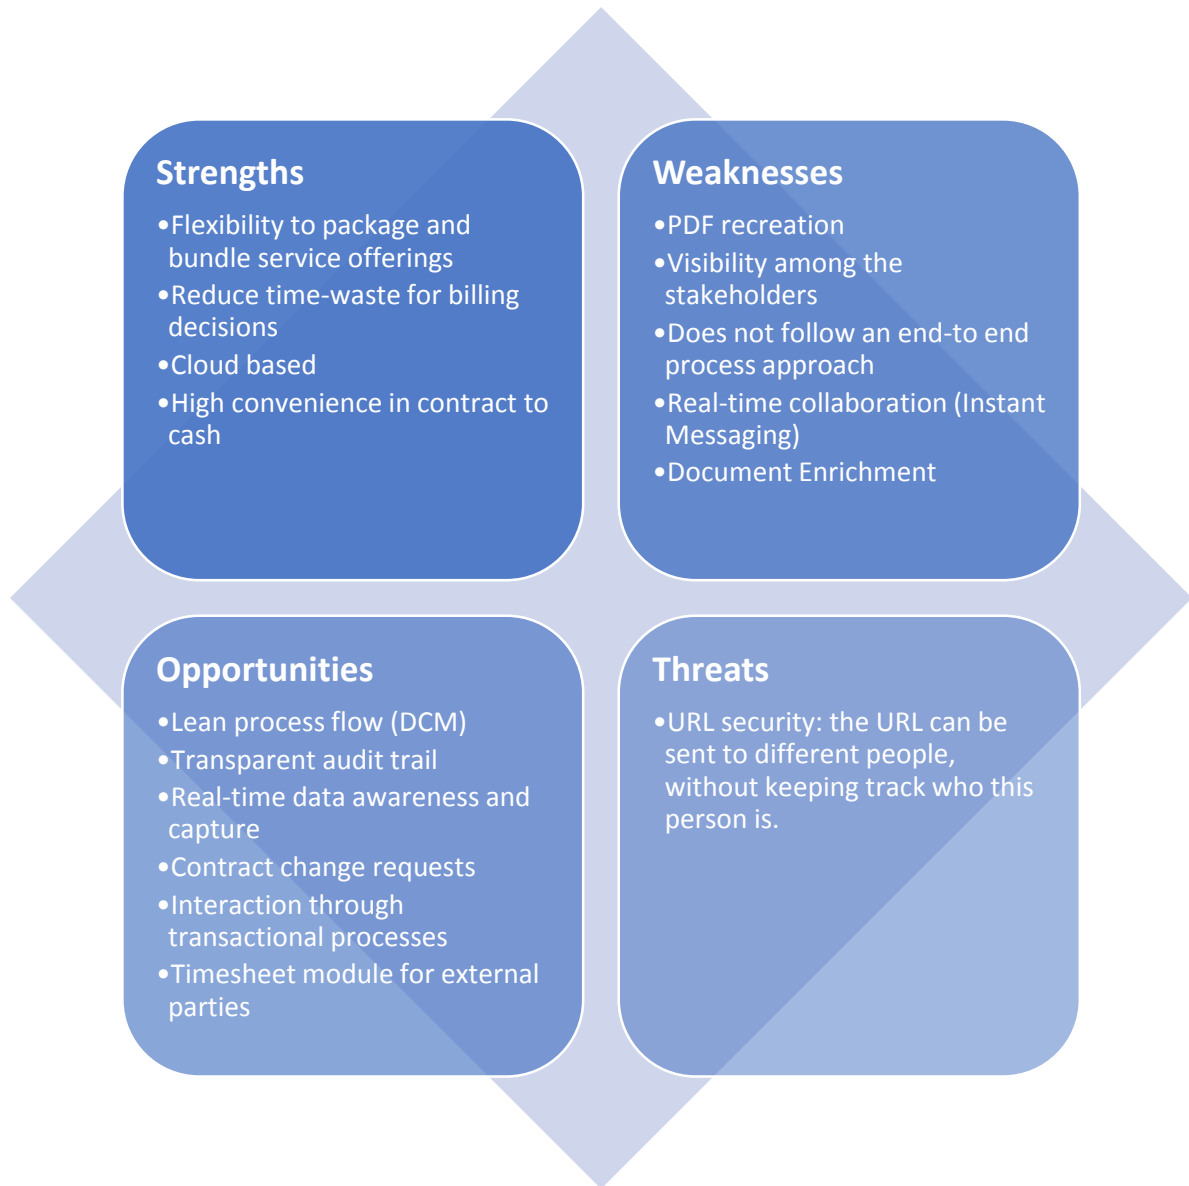 Strengths
•Flexibility to package and
bundle service offerings
•Reduce time-waste for billing
decisions
•Cloud based
•High convenience in contract to
cash
Weaknesses
•PDF recreation
•Visibility among the
stakeholders
•Does not follow an end-to end
process approach
•Real-time collaboration (Instant
Messaging)
•Document Enrichment
Opportunities
•Lean process flow (DCM)
•Transparent audit trail
•Real-time data awareness and
capture
•Contract change requests
•Interaction through
transactional processes
•Timesheet module for external
parties
Threats
•URL security: the URL can be
sent to different people,
without keeping track who this
person is.